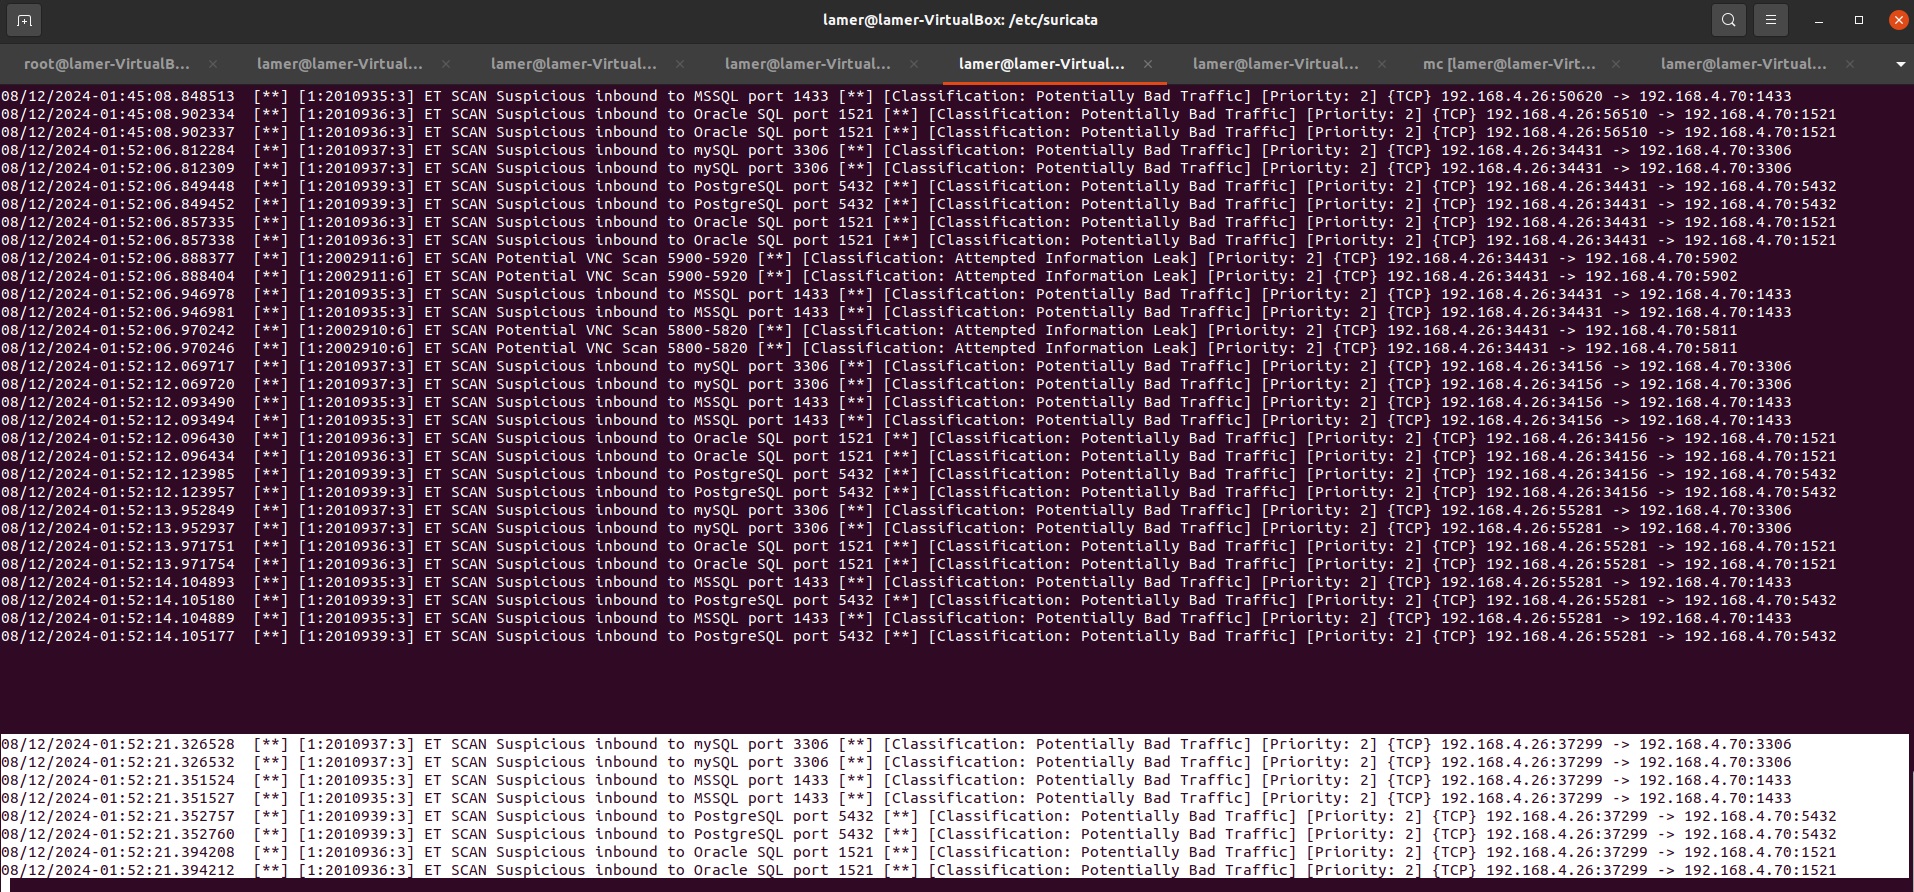 lamer@lamer-VirtualBox: /etc/suricata
root@lamer-VirtualB... lamer@lamer-Virtual... lamer@lamer-Virtual... lamer@lamer-Virtual... lamer@lamer-Virtual... lamer@lamer-Virtual... mc [lamer@lamer-Virt... lamer@lamer-Virtual...
08/12/2024-01:45:08.848513  [**] [1:2010935:3] ET SCAN Suspicious inbound to MSSQL port 1433 [**] [Classification: Potentially Bad Traffic] [Priority: 2] {TCP} 192.168.4.26:50620 -> 192.168.4.70:1433
08/12/2024-01:45:08.902334  [**] [1:2010936:3] ET SCAN Suspicious inbound to Oracle SQL port 1521 [**] [Classification: Potentially Bad Traffic] [Priority: 2] {TCP} 192.168.4.26:56510 -> 192.168.4.70:1521
08/12/2024-01:45:08.902337  [**] [1:2010936:3] ET SCAN Suspicious inbound to Oracle SQL port 1521 [**] [Classification: Potentially Bad Traffic] [Priority: 2] {TCP} 192.168.4.26:56510 -> 192.168.4.70:1521
08/12/2024-01:52:06.812284  [**] [1:2010937:3] ET SCAN Suspicious inbound to mySQL port 3306 [**] [Classification: Potentially Bad Traffic] [Priority: 2] {TCP} 192.168.4.26:34431 -> 192.168.4.70:3306
08/12/2024-01:52:06.812309  [**] [1:2010937:3] ET SCAN Suspicious inbound to mySQL port 3306 [**] [Classification: Potentially Bad Traffic] [Priority: 2] {TCP} 192.168.4.26:34431 -> 192.168.4.70:3306
08/12/2024-01:52:06.849448  [**] [1:2010939:3] ET SCAN Suspicious inbound to PostgreSQL port 5432 [**] [Classification: Potentially Bad Traffic] [Priority: 2] {TCP} 192.168.4.26:34431 -> 192.168.4.70:5432
08/12/2024-01:52:06.849452  [**] [1:2010939:3] ET SCAN Suspicious inbound to PostgreSQL port 5432 [**] [Classification: Potentially Bad Traffic] [Priority: 2] {TCP} 192.168.4.26:34431 -> 192.168.4.70:5432
08/12/2024-01:52:06.857335  [**] [1:2010936:3] ET SCAN Suspicious inbound to Oracle SQL port 1521 [**] [Classification: Potentially Bad Traffic] [Priority: 2] {TCP} 192.168.4.26:34431 -> 192.168.4.70:1521
08/12/2024-01:52:06.857338  [**] [1:2010936:3] ET SCAN Suspicious inbound to Oracle SQL port 1521 [**] [Classification: Potentially Bad Traffic] [Priority: 2] {TCP} 192.168.4.26:34431 -> 192.168.4.70:1521
08/12/2024-01:52:06.888377  [**] [1:2002911:6] ET SCAN Potential VNC Scan 5900-5920 [**] [Classification: Attempted Information Leak] [Priority: 2] {TCP} 192.168.4.26:34431 -> 192.168.4.70:5902
08/12/2024-01:52:06.888404  [**] [1:2002911:6] ET SCAN Potential VNC Scan 5900-5920 [**] [Classification: Attempted Information Leak] [Priority: 2] {TCP} 192.168.4.26:34431 -> 192.168.4.70:5902
08/12/2024-01:52:06.946978  [**] [1:2010935:3] ET SCAN Suspicious inbound to MSSQL port 1433 [**] [Classification: Potentially Bad Traffic] [Priority: 2] {TCP} 192.168.4.26:34431 -> 192.168.4.70:1433
08/12/2024-01:52:06.946981  [**] [1:2010935:3] ET SCAN Suspicious inbound to MSSQL port 1433 [**] [Classification: Potentially Bad Traffic] [Priority: 2] {TCP} 192.168.4.26:34431 -> 192.168.4.70:1433
08/12/2024-01:52:06.970242  [**] [1:2002910:6] ET SCAN Potential VNC Scan 5800-5820 [**] [Classification: Attempted Information Leak] [Priority: 2] {TCP} 192.168.4.26:34431 -> 192.168.4.70:5811
08/12/2024-01:52:06.970246  [**] [1:2002910:6] ET SCAN Potential VNC Scan 5800-5820 [**] [Classification: Attempted Information Leak] [Priority: 2] {TCP} 192.168.4.26:34431 -> 192.168.4.70:5811
08/12/2024-01:52:12.069717  [**] [1:2010937:3] ET SCAN Suspicious inbound to mySQL port 3306 [**] [Classification: Potentially Bad Traffic] [Priority: 2] {TCP} 192.168.4.26:34156 -> 192.168.4.70:3306
08/12/2024-01:52:12.069720  [**] [1:2010937:3] ET SCAN Suspicious inbound to mySQL port 3306 [**] [Classification: Potentially Bad Traffic] [Priority: 2] {TCP} 192.168.4.26:34156 -> 192.168.4.70:3306
08/12/2024-01:52:12.093490  [**] [1:2010935:3] ET SCAN Suspicious inbound to MSSQL port 1433 [**] [Classification: Potentially Bad Traffic] [Priority: 2] {TCP} 192.168.4.26:34156 -> 192.168.4.70:1433
08/12/2024-01:52:12.093494  [**] [1:2010935:3] ET SCAN Suspicious inbound to MSSQL port 1433 [**] [Classification: Potentially Bad Traffic] [Priority: 2] {TCP} 192.168.4.26:34156 -> 192.168.4.70:1433
08/12/2024-01:52:12.096430  [**] [1:2010936:3] ET SCAN Suspicious inbound to Oracle SQL port 1521 [**] [Classification: Potentially Bad Traffic] [Priority: 2] {TCP} 192.168.4.26:34156 -> 192.168.4.70:1521
08/12/2024-01:52:12.096434  [**] [1:2010936:3] ET SCAN Suspicious inbound to Oracle SQL port 1521 [**] [Classification: Potentially Bad Traffic] [Priority: 2] {TCP} 192.168.4.26:34156 -> 192.168.4.70:1521
08/12/2024-01:52:12.123985  [**] [1:2010939:3] ET SCAN Suspicious inbound to PostgreSQL port 5432 [**] [Classification: Potentially Bad Traffic] [Priority: 2] {TCP} 192.168.4.26:34156 -> 192.168.4.70:5432
08/12/2024-01:52:12.123957  [**] [1:2010939:3] ET SCAN Suspicious inbound to PostgreSQL port 5432 [**] [Classification: Potentially Bad Traffic] [Priority: 2] {TCP} 192.168.4.26:34156 -> 192.168.4.70:5432
08/12/2024-01:52:13.952849  [**] [1:2010937:3] ET SCAN Suspicious inbound to mySQL port 3306 [**] [Classification: Potentially Bad Traffic] [Priority: 2] {TCP} 192.168.4.26:55281 -> 192.168.4.70:3306
08/12/2024-01:52:13.952937  [**] [1:2010937:3] ET SCAN Suspicious inbound to mySQL port 3306 [**] [Classification: Potentially Bad Traffic] [Priority: 2] {TCP} 192.168.4.26:55281 -> 192.168.4.70:3306
08/12/2024-01:52:13.971751  [**] [1:2010936:3] ET SCAN Suspicious inbound to Oracle SQL port 1521 [**] [Classification: Potentially Bad Traffic] [Priority: 2] {TCP} 192.168.4.26:55281 -> 192.168.4.70:1521
08/12/2024-01:52:13.971754  [**] [1:2010936:3] ET SCAN Suspicious inbound to Oracle SQL port 1521 [**] [Classification: Potentially Bad Traffic] [Priority: 2] {TCP} 192.168.4.26:55281 -> 192.168.4.70:1521
08/12/2024-01:52:14.104893  [**] [1:2010935:3] ET SCAN Suspicious inbound to MSSQL port 1433 [**] [Classification: Potentially Bad Traffic] [Priority: 2] {TCP} 192.168.4.26:55281 -> 192.168.4.70:1433
08/12/2024-01:52:14.105180  [**] [1:2010939:3] ET SCAN Suspicious inbound to PostgreSQL port 5432 [**] [Classification: Potentially Bad Traffic] [Priority: 2] {TCP} 192.168.4.26:55281 -> 192.168.4.70:5432
08/12/2024-01:52:14.104889  [**] [1:2010935:3] ET SCAN Suspicious inbound to MSSQL port 1433 [**] [Classification: Potentially Bad Traffic] [Priority: 2] {TCP} 192.168.4.26:55281 -> 192.168.4.70:1433
08/12/2024-01:52:14.105177  [**] [1:2010939:3] ET SCAN Suspicious inbound to PostgreSQL port 5432 [**] [Classification: Potentially Bad Traffic] [Priority: 2] {TCP} 192.168.4.26:55281 -> 192.168.4.70:5432
08/12/2024-01:52:21.326528  [**] [1:2010937:3] ET SCAN Suspicious inbound to mySQL port 3306 [**] [Classification: Potentially Bad Traffic] [Priority: 2] {TCP} 192.168.4.26:37299 -> 192.168.4.70:3306
08/12/2024-01:52:21.326532  [**] [1:2010937:3] ET SCAN Suspicious inbound to mySQL port 3306 [**] [Classification: Potentially Bad Traffic] [Priority: 2] {TCP} 192.168.4.26:37299 -> 192.168.4.70:3306
08/12/2024-01:52:21.351524  [**] [1:2010935:3] ET SCAN Suspicious inbound to MSSQL port 1433 [**] [Classification: Potentially Bad Traffic] [Priority: 2] {TCP} 192.168.4.26:37299 -> 192.168.4.70:1433
08/12/2024-01:52:21.351527  [**] [1:2010935:3] ET SCAN Suspicious inbound to MSSQL port 1433 [**] [Classification: Potentially Bad Traffic] [Priority: 2] {TCP} 192.168.4.26:37299 -> 192.168.4.70:1433
08/12/2024-01:52:21.352757  [**] [1:2010939:3] ET SCAN Suspicious inbound to PostgreSQL port 5432 [**] [Classification: Potentially Bad Traffic] [Priority: 2] {TCP} 192.168.4.26:37299 -> 192.168.4.70:5432
08/12/2024-01:52:21.352760  [**] [1:2010939:3] ET SCAN Suspicious inbound to PostgreSQL port 5432 [**] [Classification: Potentially Bad Traffic] [Priority: 2] {TCP} 192.168.4.26:37299 -> 192.168.4.70:5432
08/12/2024-01:52:21.394208  [**] [1:2010936:3] ET SCAN Suspicious inbound to Oracle SQL port 1521 [**] [Classification: Potentially Bad Traffic] [Priority: 2] {TCP} 192.168.4.26:37299 -> 192.168.4.70:1521
08/12/2024-01:52:21.394212  [**] [1:2010936:3] ET SCAN Suspicious inbound to Oracle SQL port 1521 [**] [Classification: Potentially Bad Traffic] [Priority: 2] {TCP} 192.168.4.26:37299 -> 192.168.4.70:1521